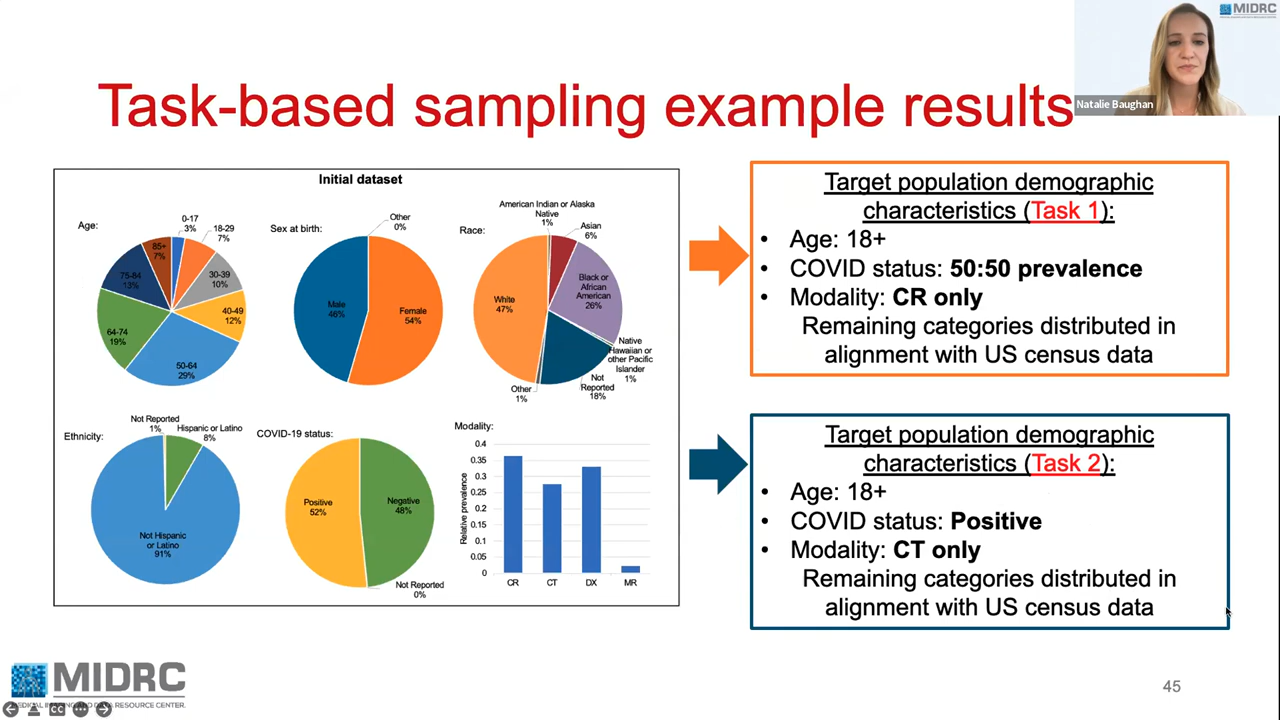 MIDRC
Natalie Baughan
Task-based sampling example results
Initial dataset
Age:
0-17
3%
18-29
7%
30-39
10%
40-49
12%
50-64
29%
64-74
19%
75-84
13%
85+
7%
Sex at birth:
Other
0%
Male
46%
Female
54%
Race:
American Indian or Alaska
Native
1%
Asian
6%
Black or
African
American
26%
Native
Hawaiian or
other Pacific
Islander
1%
Not
Reported
18%
Other
1%
White
47%
Ethnicity:
Not Reported
1%
Hispanic or Latino
8%
Not Hispanic
or Latino
91%
COVID-19 status:
Positive
52%
Negative
48%
Not Reported
0%
Modality:
Relative prevalence
0.4
0.35
0.3
0.25
0.2
0.15
0.1
0.05
0
CR CT DX MR
Target population demographic
characteristics (Task 1):
• Age: 18+
• COVID status: 50:50 prevalence
• Modality: CR only
Remaining categories distributed in
alignment with US census data
Target population demographic
characteristics (Task 2):
• Age: 18+
• COVID status: Positive
• Modality: CT only
Remaining categories distributed in
alignment with US census data
MIDRC
MEDICAL IMAGING AND DATA RESOURCE CENTER.
CC
45